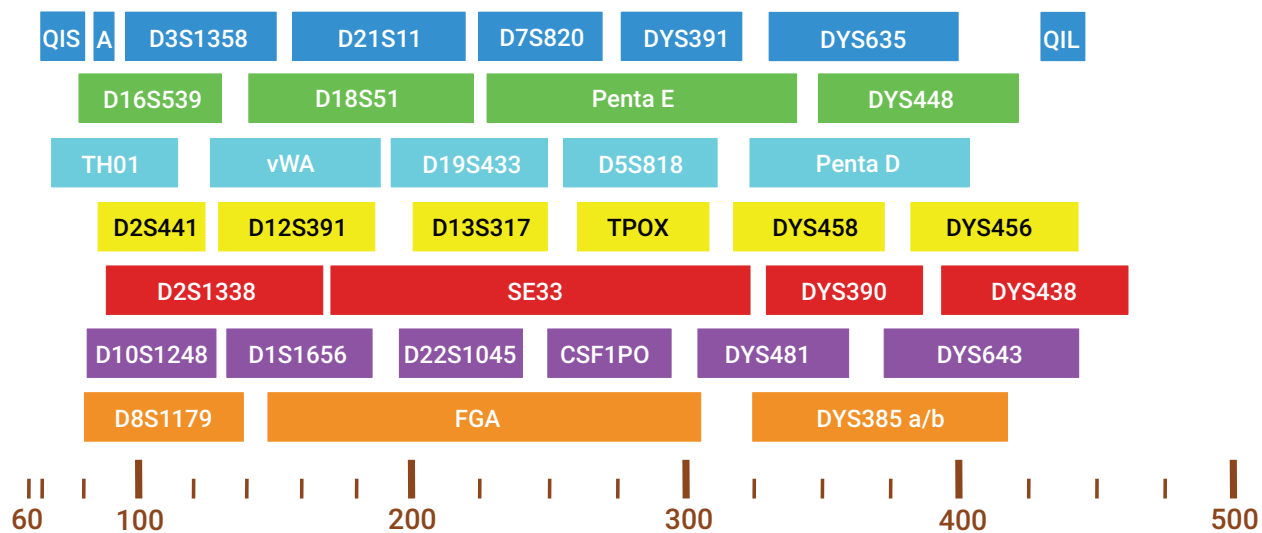 QIS A D3S1358 D21S11 D7S820 DYS391 DYS635 QIL
D16S539 D18S51 Penta E DYS448
TH01 vWA D19S433 D5S818 Penta D
D2S441 D12S391 D13S317 TPOX DYS458 DYS456
D2S1338 SE33 DYS390 DYS438
D10S1248 D1S1656 D22S1045 CSF1PO DYS481 DYS643
D8S1179 FGA DYS385 a/b
60 100 200 300 400 500